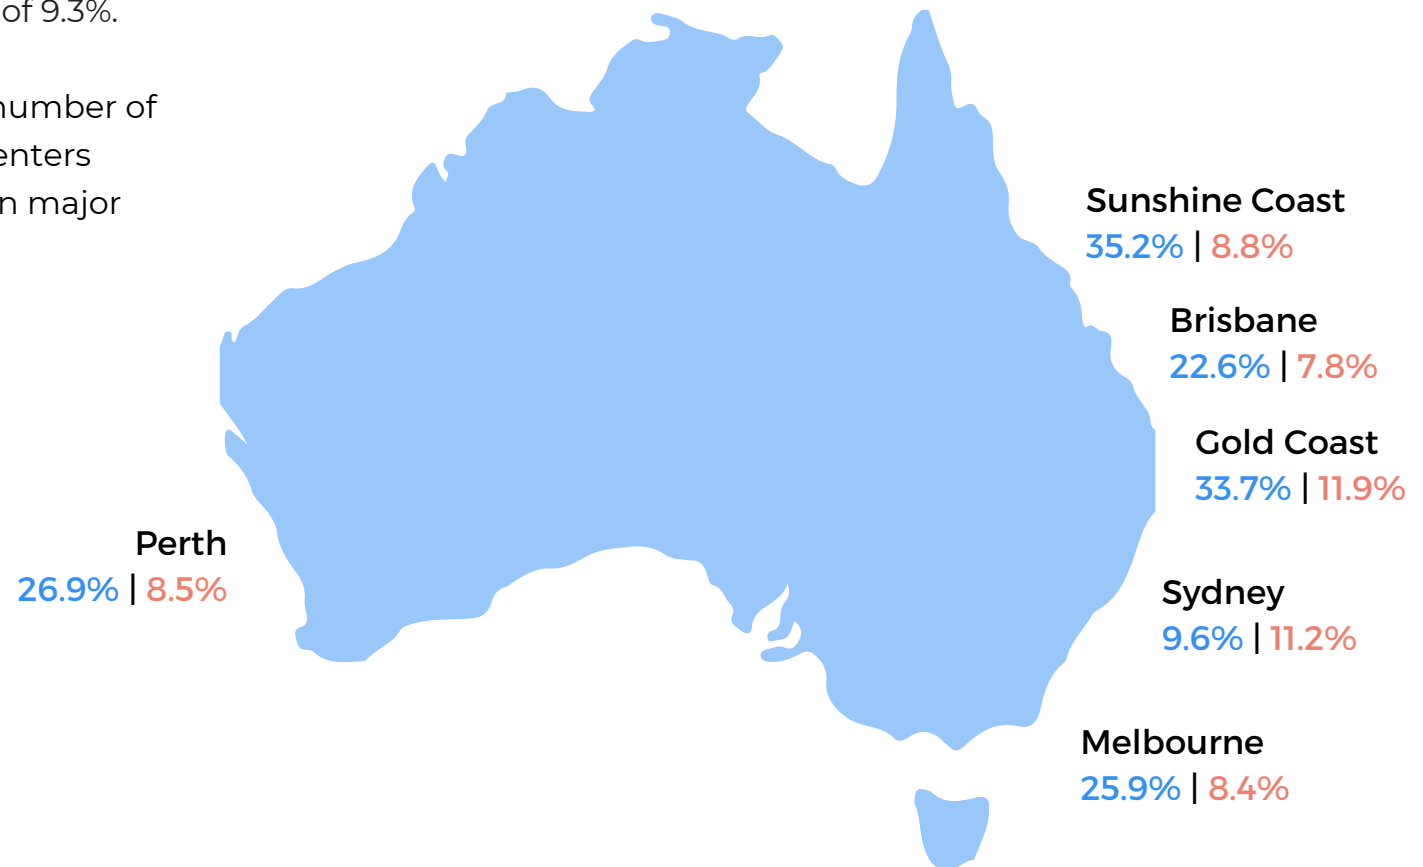 of 9.3%.
number of
enters
n major
Sunshine Coast
35.2% | 8.8%
Brisbane
22.6% | 7.8%
Gold Coast
33.7% | 11.9%
Perth
26.9% | 8.5%
Sydney
9.6% | 11.2%
Melbourne
25.9% | 8.4%